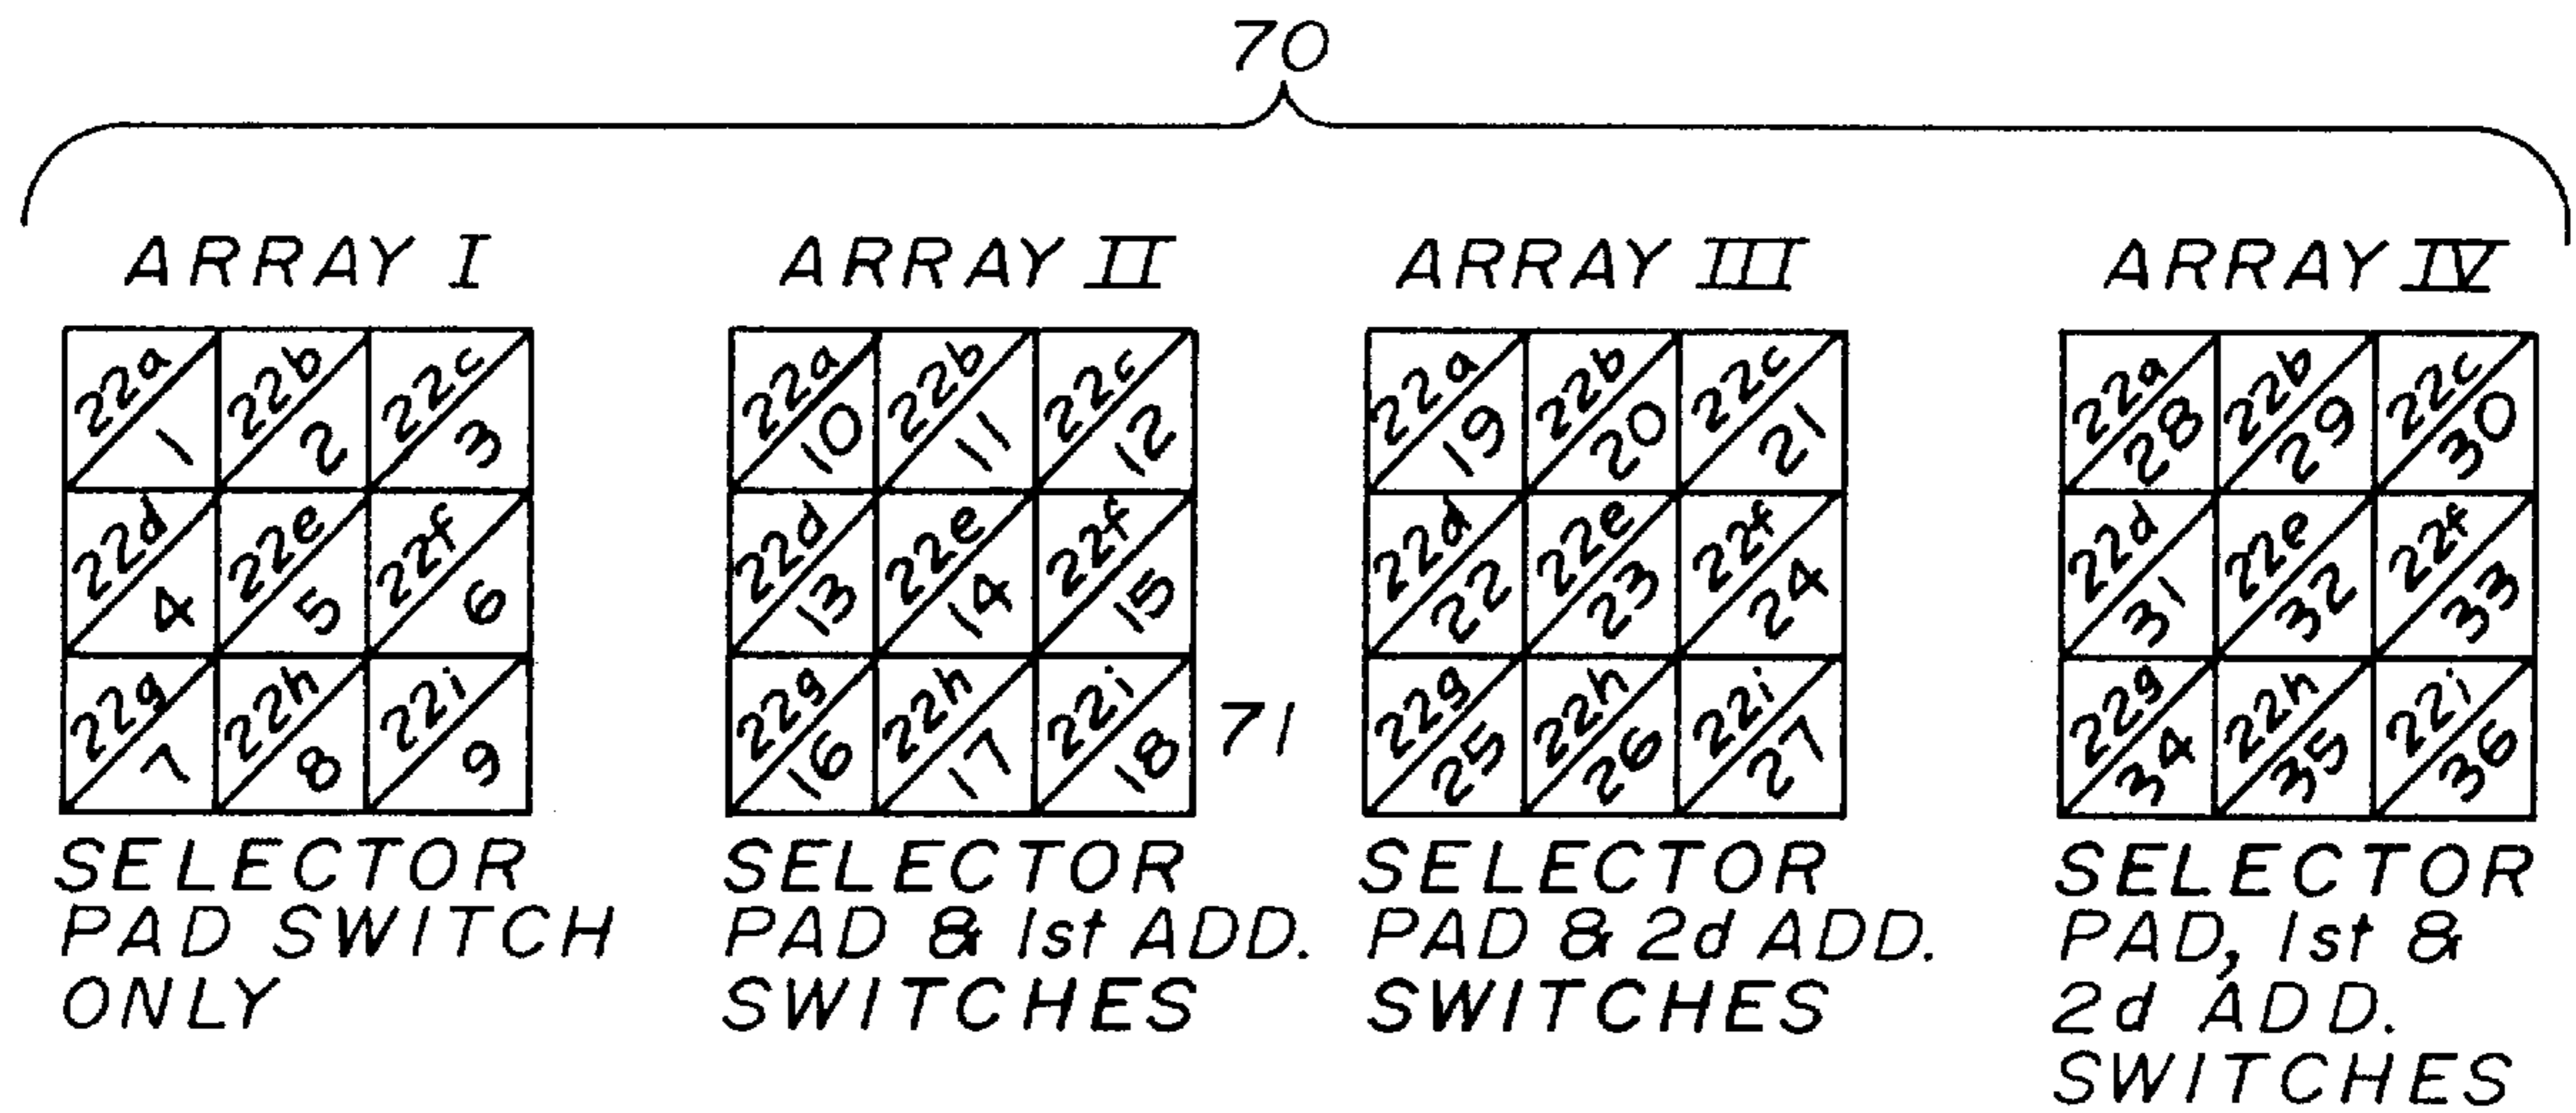 70
ARRAY I ARRAY II ARRAY III ARRAY IV
22a 1 22b 2 22c 3 22a 10 22b 11 22c 12 22a 19 22b 20 22c 21 22a 28 22b 29 22c 30
22d 4 22e 5 22f 6 22d 13 22e 14 22f 15 22d 22 22e 23 22f 24 22d 31 22e 32 22f 33
22g 7 22h 8 22i 9 22g 16 22h 17 22i 18 71 22g 25 22h 26 22i 27 22g 34 22h 35 22i 36
SELECTOR SELECTOR SELECTOR SELECTOR
PAD SWITCH PAD & 1st ADD. PAD & 2d ADD. PAD, 1st &
ONLY SWITCHES SWITCHES 2d ADD.
SWITCHES